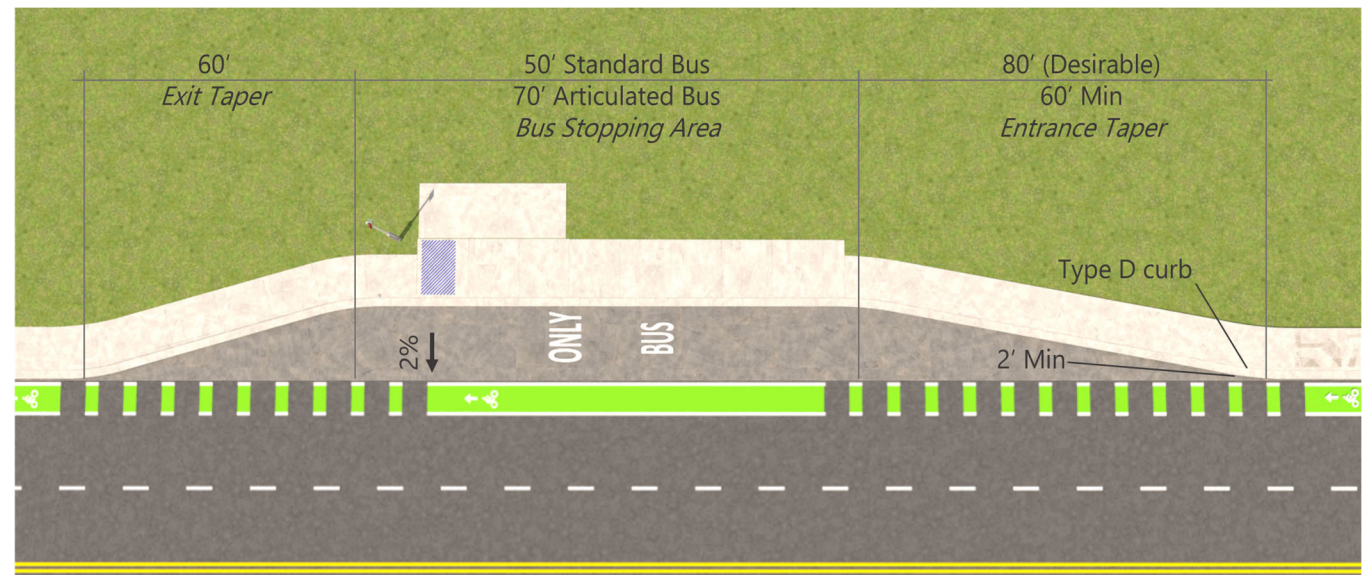 60′
Exit Taper
50′ Standard Bus
70′ Articulated Bus
Bus Stopping Area
80′ (Desirable)
60′ Min
Entrance Taper
Type D curb
2′ Min
2%
ONLY
BUS